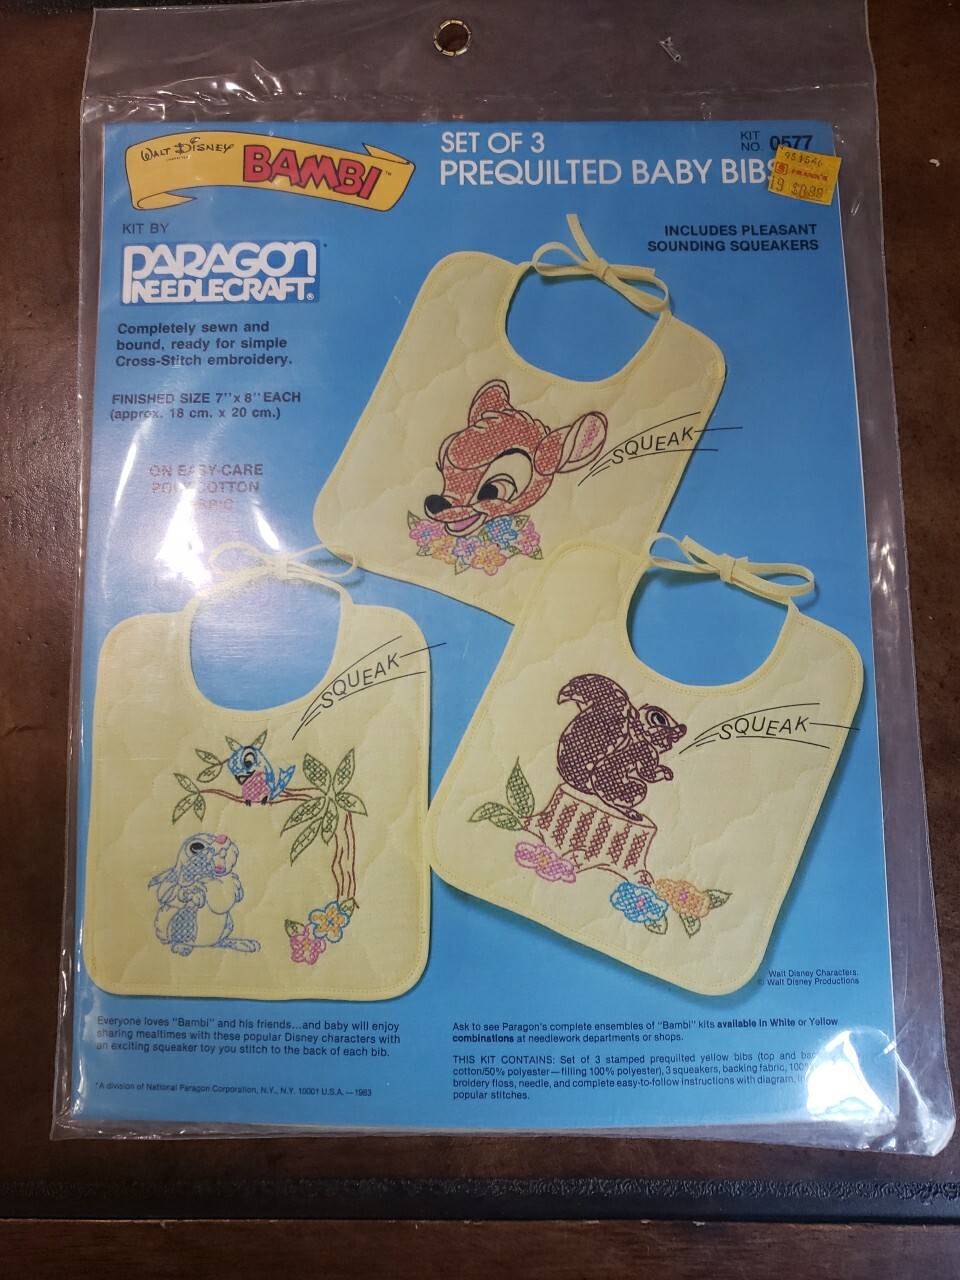 WALT DISNEY
BAMBI™
SET OF 3
PREQUILTED BABY BIBS
KIT
NO. 0577
FRANK'S
INCLUDES PLEASANT
SOUNDING SQUEAKERS
KIT BY
PARAGON
NEEDLECRAFT®
Completely sewn and
bound, ready for simple
Cross-Stitch embroidery.
FINISHED SIZE 7" x 8" EACH
(approx. 18 cm. x 20 cm.)
ON EASY-CARE
POLY COTTON
FABRIC
SQUEAK
SQUEAK
SQUEAK
Walt Disney Characters.
© Walt Disney Productions
Everyone loves "Bambi" and his friends...and baby will enjoy
sharing mealtimes with these popular Disney characters with
an exciting squeaker toy you stitch to the back of each bib.
*A division of National Paragon Corporation, N.Y., N.Y. 10001 U.S.A. — 1983
Ask to see Paragon's complete ensembles of "Bambi" kits available in White or Yellow
combinations at needlework departments or shops.
THIS KIT CONTAINS: Set of 3 stamped prequilted yellow bibs (top and
cotton/50% polyester—filling 100% polyester), 3 squeakers, backing fabric, 100%
broidery floss, needle, and complete easy-to-follow instructions with diagram,
popular stitches.